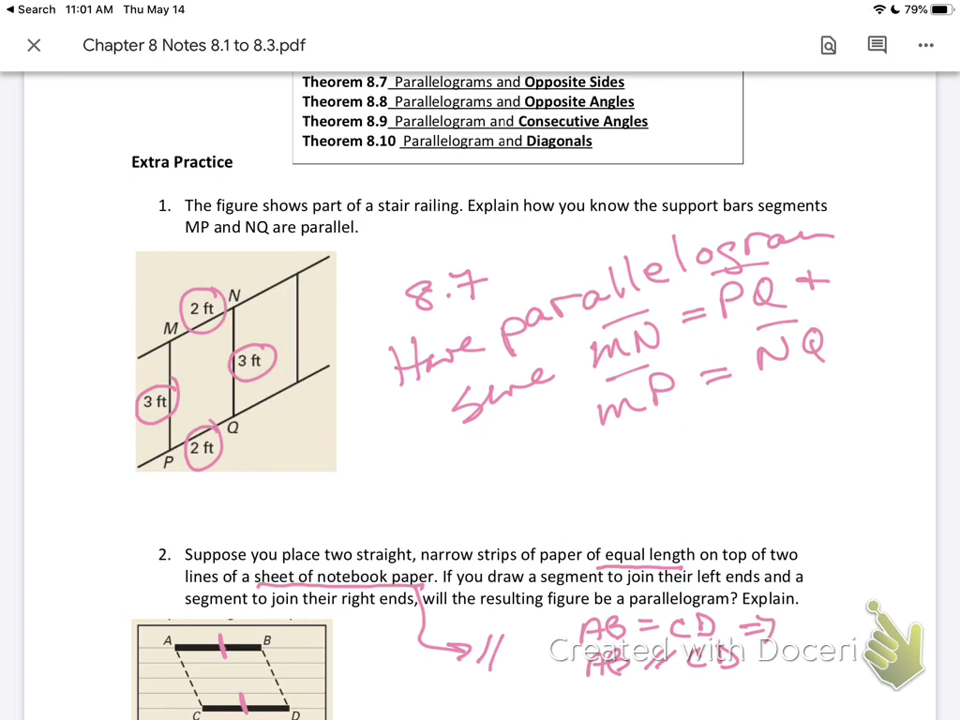 Search 11:01 AM Thu May 14 79%
Chapter 8 Notes 8.1 to 8.3.pdf
Theorem 8.7 Parallelograms and Opposite Sides
Theorem 8.8 Parallelograms and Opposite Angles
Theorem 8.9 Parallelogram and Consecutive Angles
Theorem 8.10 Parallelogram and Diagonals
Extra Practice
1. The figure shows part of a stair railing. Explain how you know the support bars segments
MP and NQ are parallel.
N
2 ft
M
3 ft
3 ft
Q
2 ft
P
8.7
Have parallelogram
MN = PQ +
MP = NQ
2. Suppose you place two straight, narrow strips of paper of equal length on top of two
lines of a sheet of notebook paper. If you draw a segment to join their left ends and a
segment to join their right ends, will the resulting figure be a parallelogram? Explain.
A B
C D
//
AB = CD ⇒
AB // CD
Created with Doceri